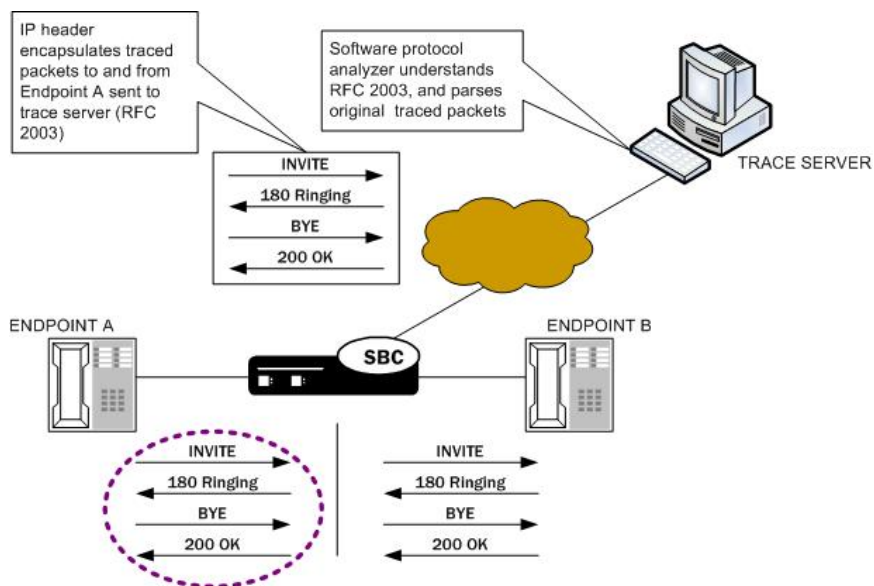 IP header
encapsulates traced
packets to and from
Endpoint A sent to
trace server (RFC
2003)
Software protocol
analyzer understands
RFC 2003, and parses
original traced packets
TRACE SERVER
INVITE
180 Ringing
BYE
200 OK
ENDPOINT A
SBC
ENDPOINT B
INVITE
180 Ringing
BYE
200 OK
INVITE
180 Ringing
BYE
200 OK